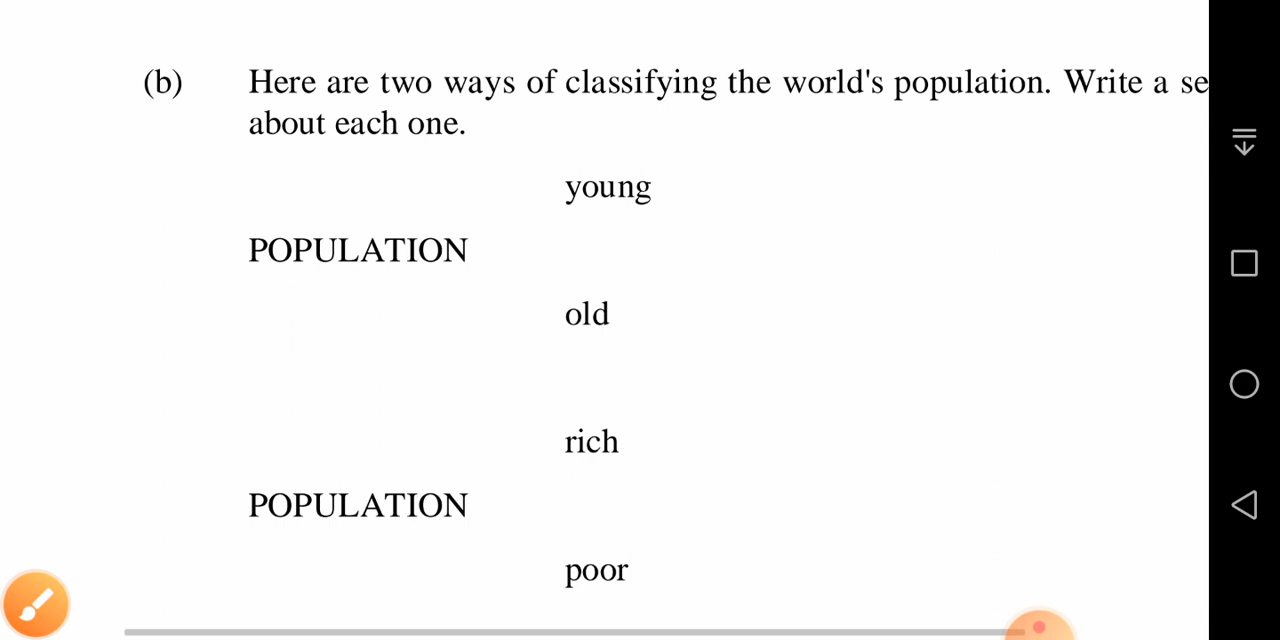 (b) Here are two ways of classifying the world's population. Write a se
about each one.
young
POPULATION
old
rich
POPULATION
poor